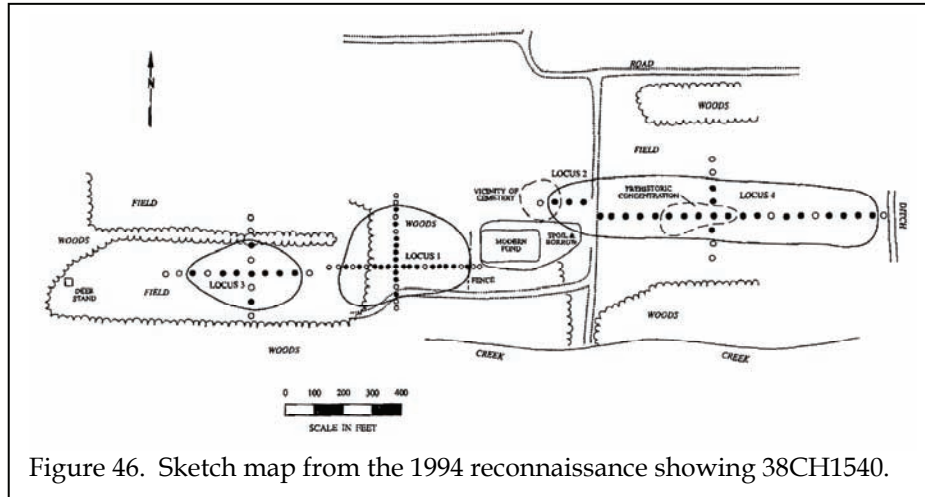 ROAD
N
WOODS
FIELD
LOCUS 2
VICINITY OF
CEMETERY
PREHISTORIC
CONCENTRATION
LOCUS 4
DITCH
FIELD
WOODS
WOODS
LOCUS 1
MODERN
POND
SPOIL &
BORROW
FENCE
DEER
STAND
FIELD
LOCUS 3
WOODS
WOODS
CREEK
CREEK
0 100 200 300 400
SCALE IN FEET
Figure 46. Sketch map from the 1994 reconnaissance showing 38CH1540.